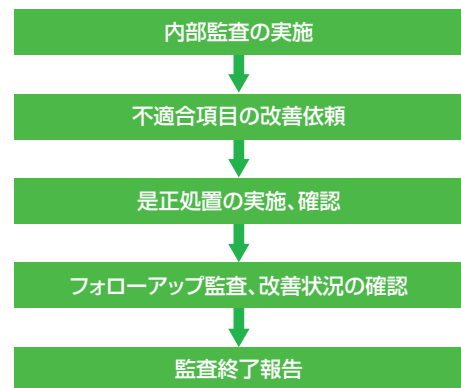 内部監査の実施
不適合項目の改善依頼
是正処置の実施、確認
フォローアップ監査、改善状況の確認
監査終了報告